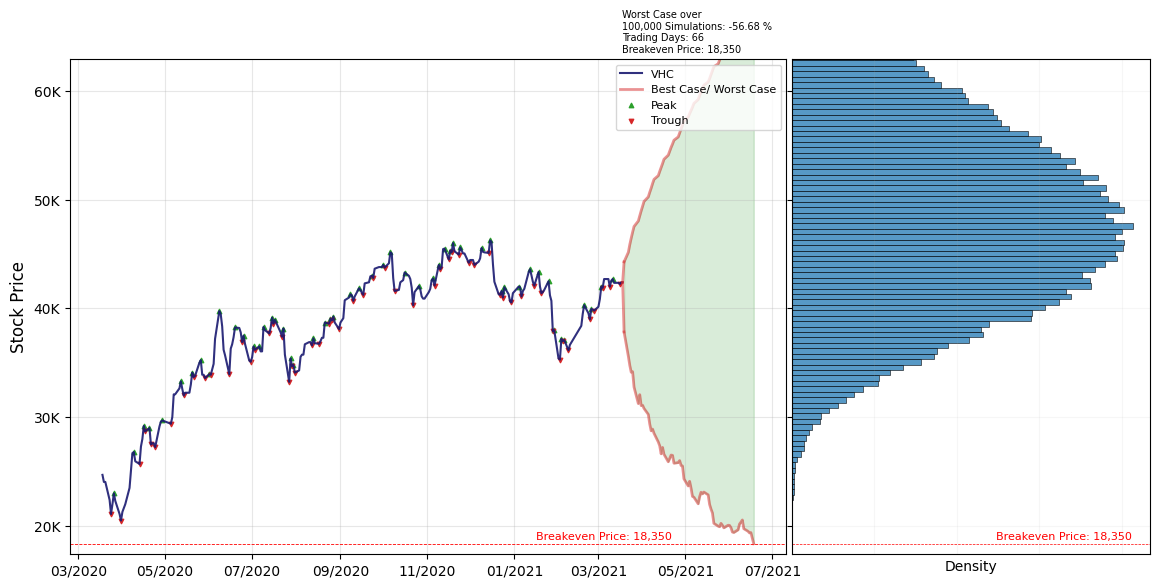 Worst Case over
100,000 Simulations: -56.68 %
Trading Days: 66
Breakeven Price: 18,350
VHC
Best Case/ Worst Case
Peak
Trough
60K
50K
40K
30K
20K
Stock Price
Breakeven Price: 18,350
Breakeven Price: 18,350
03/2020 05/2020 07/2020 09/2020 11/2020 01/2021 03/2021 05/2021 07/2021
Density